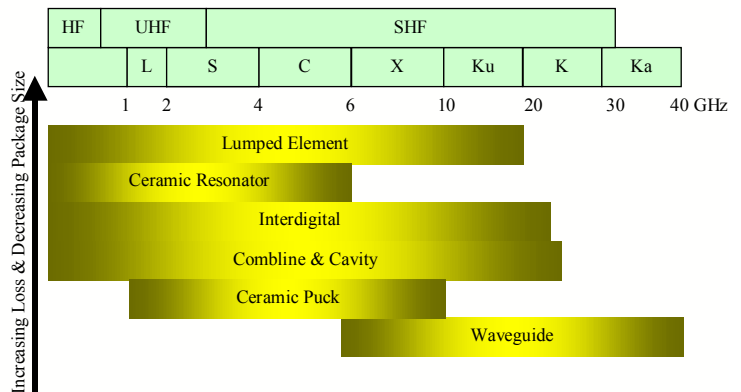 HF UHF SHF
L S C X Ku K Ka
1 2 4 6 10 20 30 40 GHz
Increasing Loss & Decreasing Package Size
Lumped Element
Ceramic Resonator
Interdigital
Combline & Cavity
Ceramic Puck
Waveguide